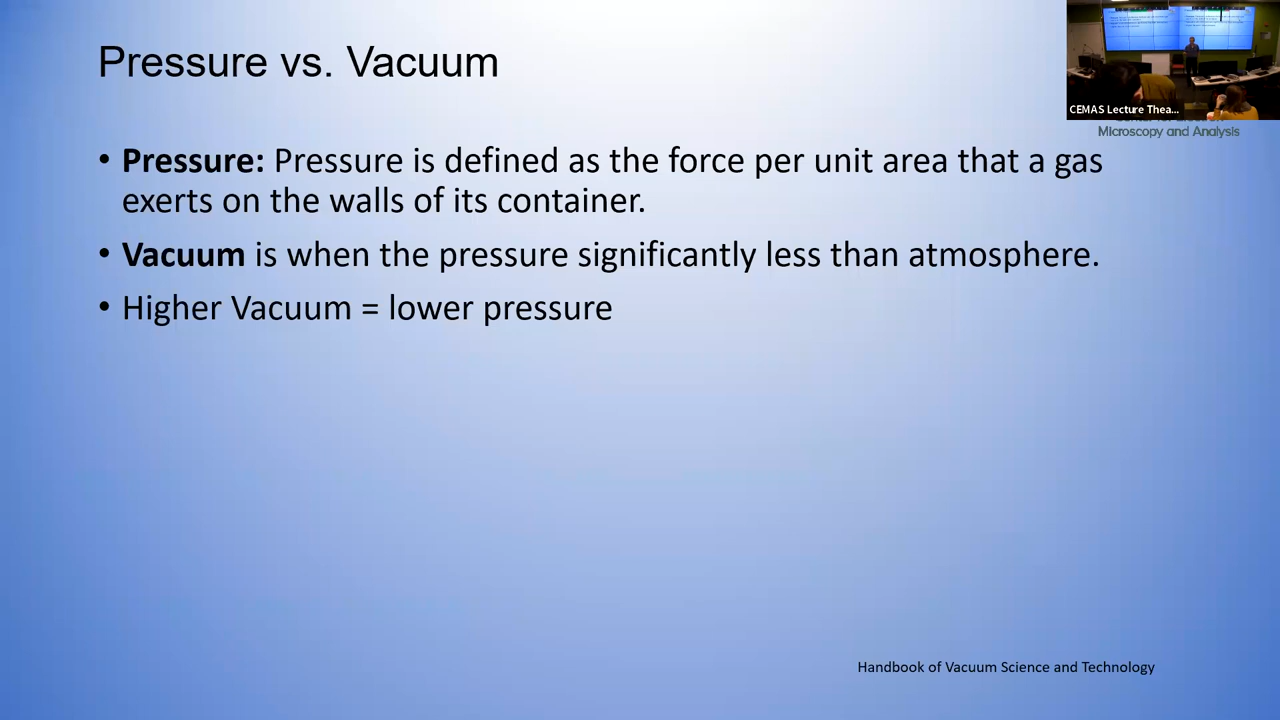 Pressure vs. Vacuum
CEMAS Lecture Thea...
Microscopy and Analysis
• Pressure: Pressure is defined as the force per unit area that a gas
exerts on the walls of its container.
• Vacuum is when the pressure significantly less than atmosphere.
• Higher Vacuum = lower pressure
Handbook of Vacuum Science and Technology